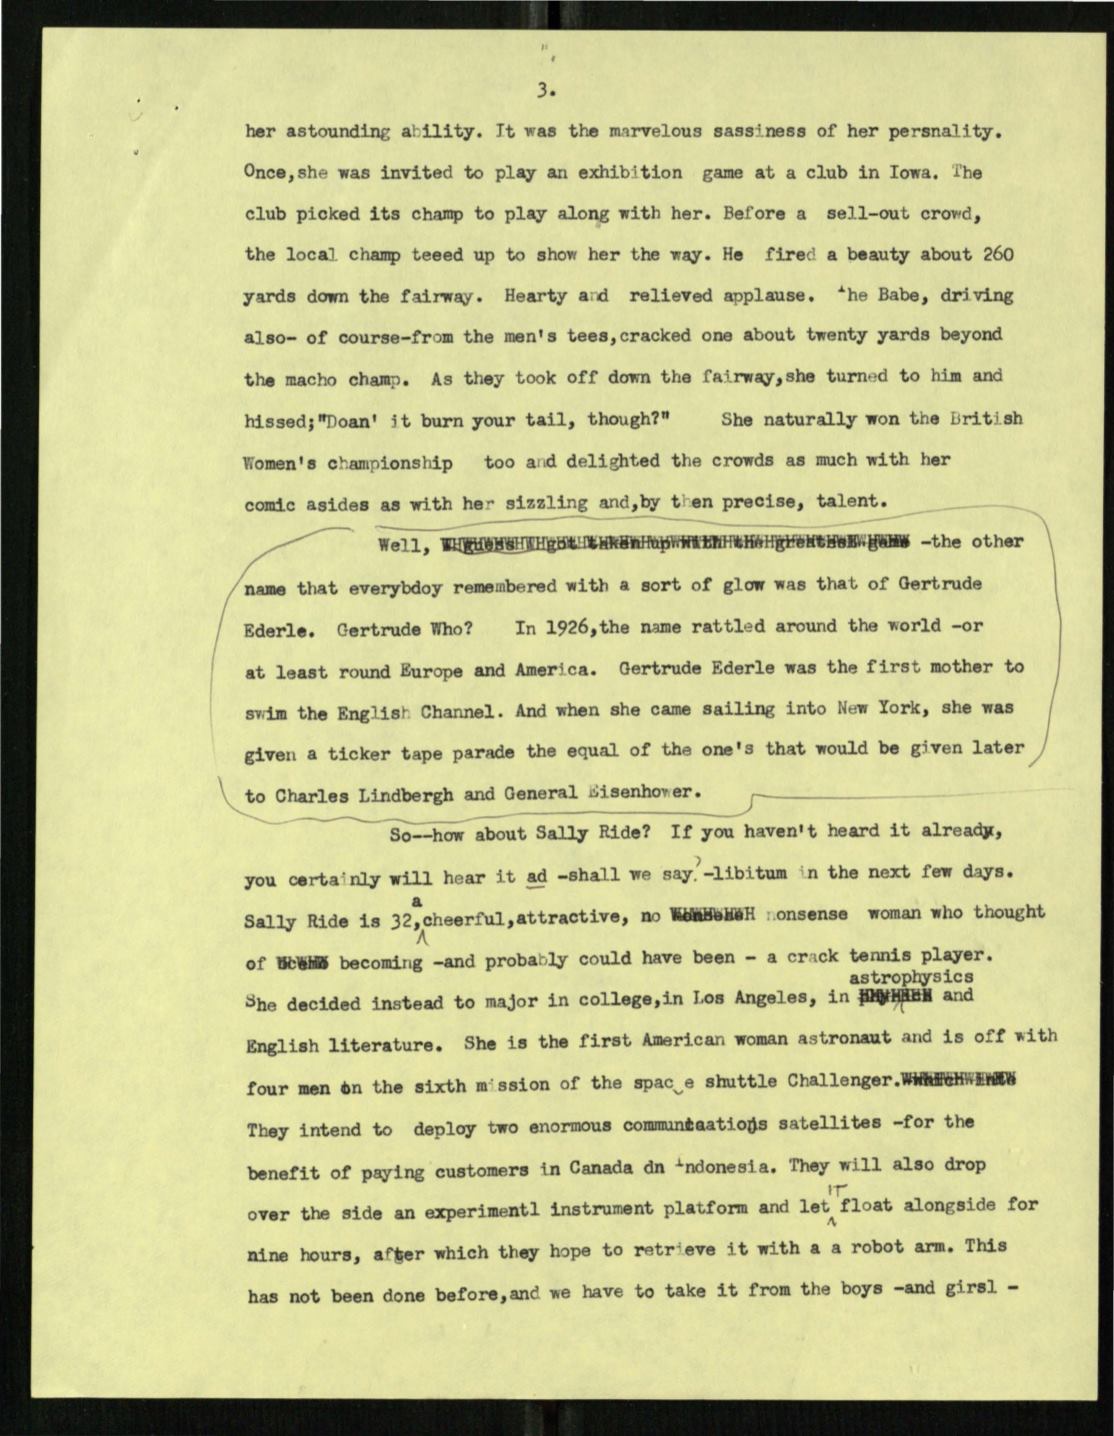 3.
her astounding ability. It was the marvelous sassiness of her persnality.
Once,she was invited to play an exhibition game at a club in Iowa. The
club picked its champ to play along with her. Before a sell-out crowd,
the local champ teeed up to show her the way. He fired a beauty about 260
yards down the fairway. Hearty and relieved applause. The Babe, driving
also- of course-from the men's tees,cracked one about twenty yards beyond
the macho champ. As they took off down the fairway,she turned to him and
hissed;"Doan' it burn your tail, though?" She naturally won the British
Women's championship too and delighted the crowds as much with her
comic asides as with her sizzling and,by then precise, talent.
Well, -the other
name that everybdoy remembered with a sort of glow was that of Gertrude
Ederle. Gertrude Who? In 1926,the name rattled around the world -or
at least round Europe and America. Gertrude Ederle was the first mother to
swim the English Channel. And when she came sailing into New York, she was
given a ticker tape parade the equal of the one's that would be given later
to Charles Lindbergh and General Eisenhower.
So--how about Sally Ride? If you haven't heard it already,
you certainly will hear it ad -shall we say?-libitum in the next few days.
a
Sally Ride is 32,cheerful,attractive, no nonsense woman who thought
of becoming -and probably could have been - a crack tennis player.
astrophysics
She decided instead to major in college,in Los Angeles, in and
English literature. She is the first American woman astronaut and is off with
four men on the sixth mission of the space shuttle Challenger.
They intend to deploy two enormous communications satellites -for the
benefit of paying customers in Canada dn Indonesia. They will also drop
IT
over the side an experimentl instrument platform and let float alongside for
nine hours, after which they hope to retrieve it with a a robot arm. This
has not been done before,and we have to take it from the boys -and girsl -